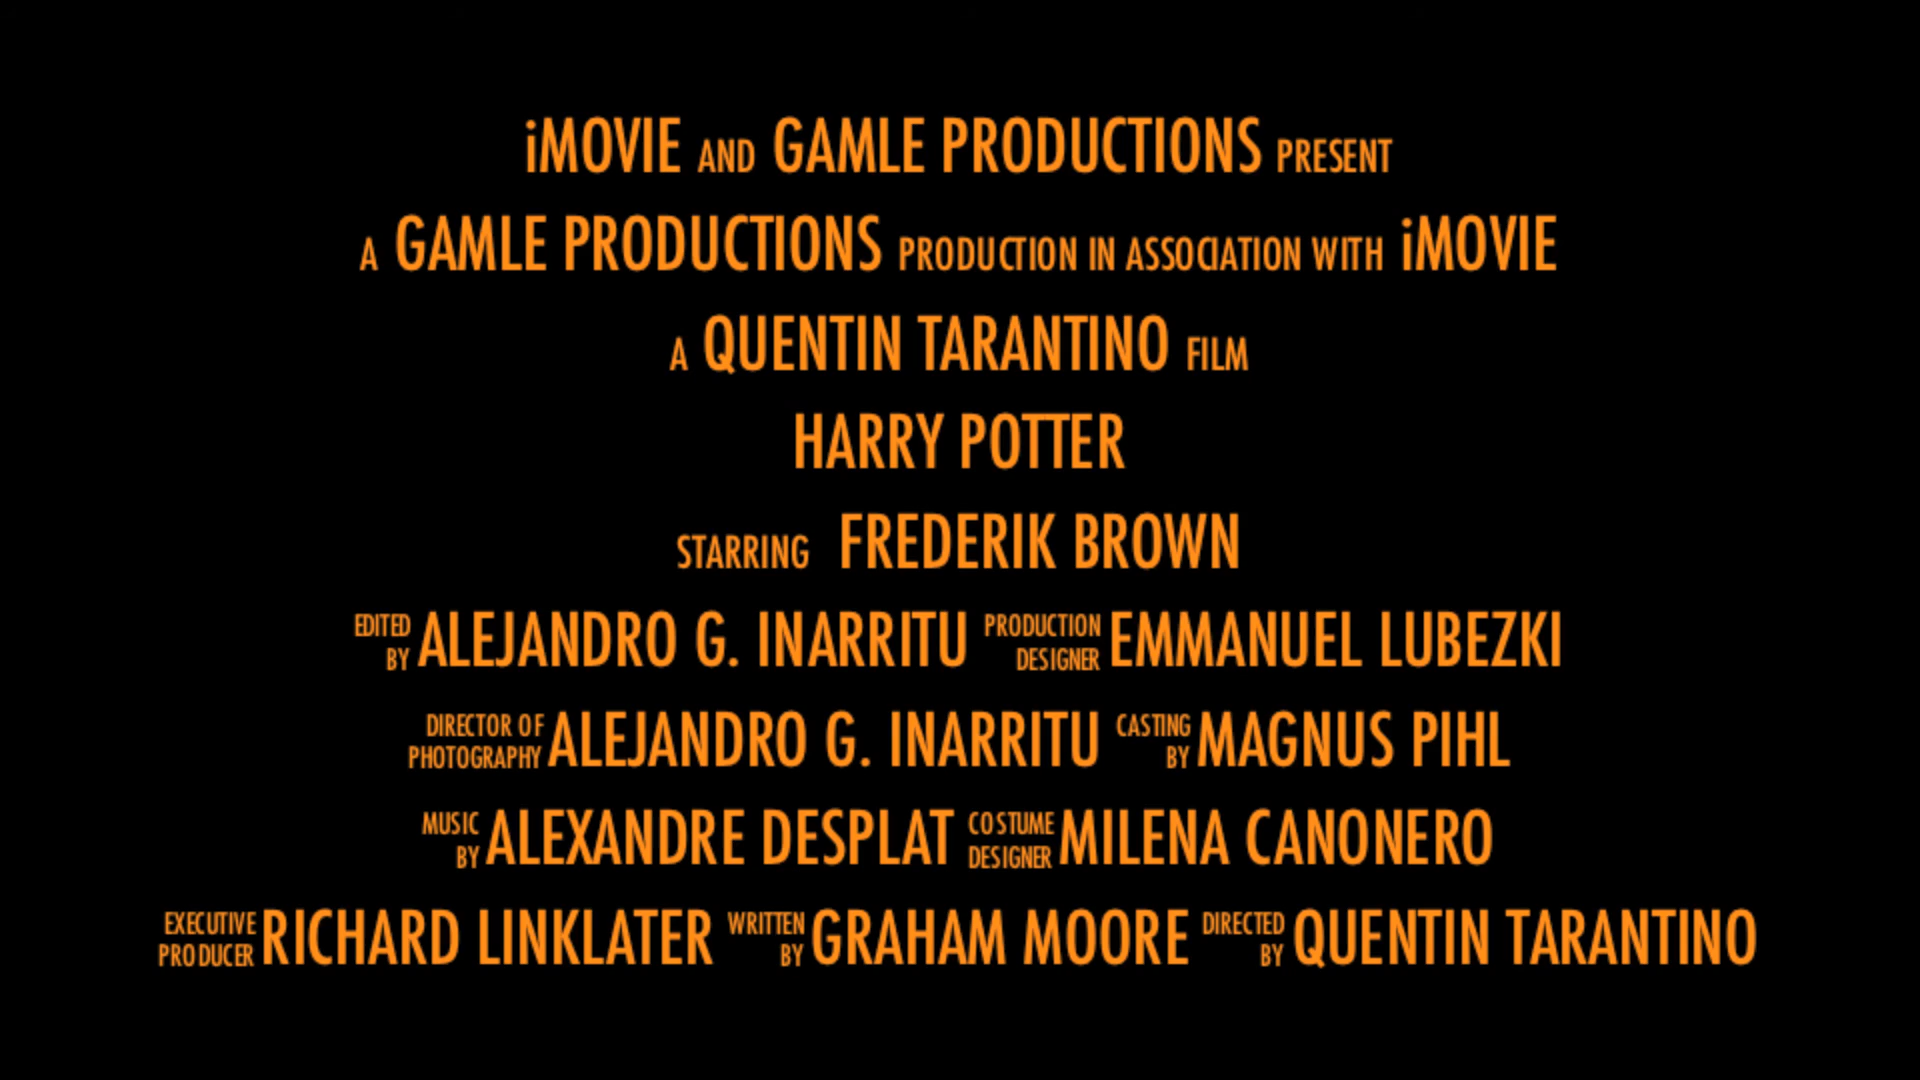 iMOVIE AND GAMLE PRODUCTIONS PRESENT
A GAMLE PRODUCTIONS PRODUCTION IN ASSOCIATION WITH iMOVIE
A QUENTIN TARANTINO FILM
HARRY POTTER
STARRING FREDERIK BROWN
EDITED BY ALEJANDRO G. INARRITU PRODUCTION DESIGNER EMMANUEL LUBEZKI
DIRECTOR OF PHOTOGRAPHY ALEJANDRO G. INARRITU CASTING BY MAGNUS PIHL
MUSIC BY ALEXANDRE DESPLAT COSTUME DESIGNER MILENA CANONERO
EXECUTIVE PRODUCER RICHARD LINKLATER WRITTEN BY GRAHAM MOORE DIRECTED BY QUENTIN TARANTINO